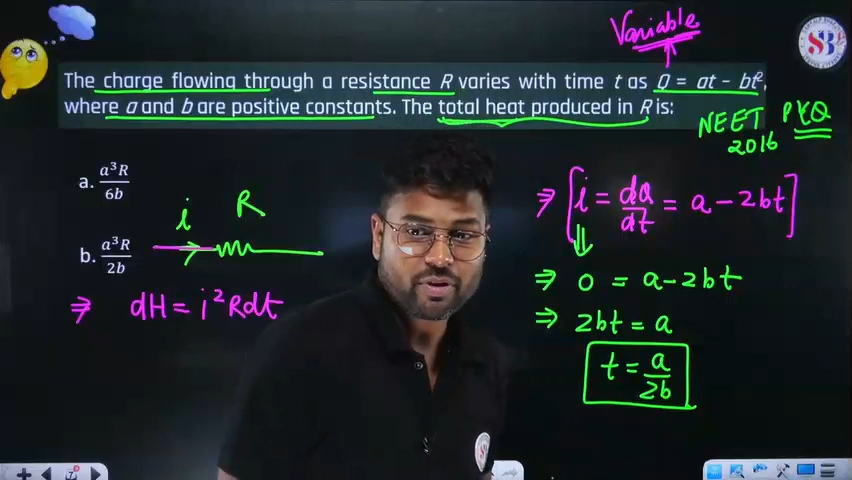 Variable
SB
The charge flowing through a resistance R varies with time t as Q = at – bt²,
where a and b are positive constants. The total heat produced in R is:
NEET PYQ
2016
a. a³R/6b
b. a³R/2b
i R
⇒ dH = i²Rdt
⇒ [i = dQ/dt = a - 2bt]
⇒ 0 = a - 2bt
⇒ 2bt = a
t = a/2b
SB